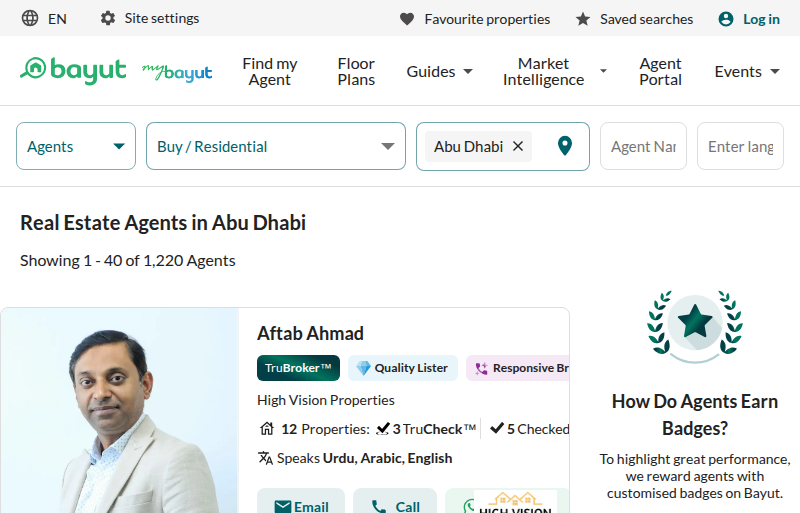 EN
Site settings
Favourite properties
Saved searches
Log in
bayut
mybayut
Find my
Agent
Floor
Plans
Guides
Market
Intelligence
Agent
Portal
Events
Agents
Buy / Residential
Abu Dhabi
Agent Nar
Enter lang
Real Estate Agents in Abu Dhabi
Showing 1 - 40 of 1,220 Agents
Aftab Ahmad
TruBroker™
Quality Lister
Responsive Br
High Vision Properties
12 Properties: 3 TruCheck™ 5 Checked
Speaks Urdu, Arabic, English
Email
Call
HIGH VISION
How Do Agents Earn
Badges?
To highlight great performance,
we reward agents with
customised badges on Bayut.